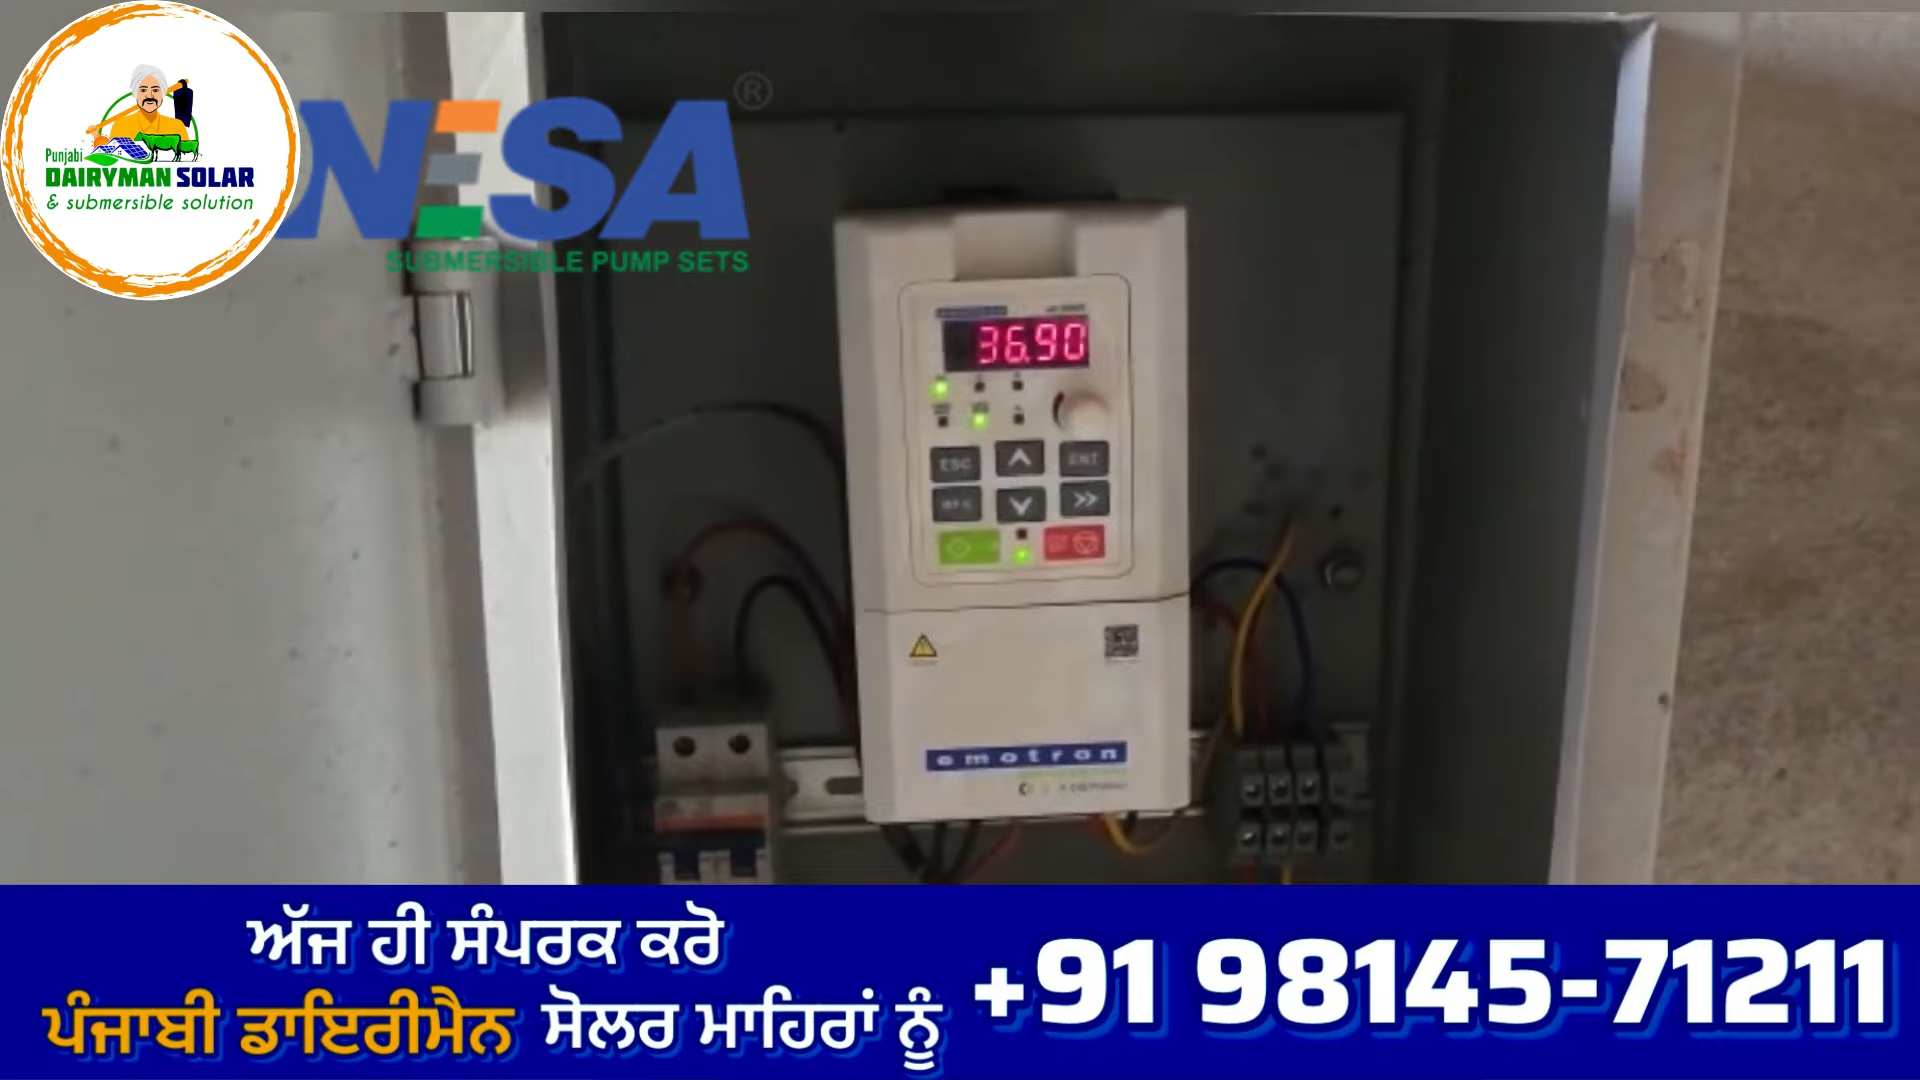 Punjabi
DAIRYMAN SOLAR
& submersible solution
NESA ®
SUBMERSIBLE PUMP SETS
36.90
ESC
ENT
emotron
ਅੱਜ ਹੀ ਸੰਪਰਕ ਕਰੋ
ਪੰਜਾਬੀ ਡਾਇਰੀਮੈਨ ਸੋਲਰ ਮਾਹਿਰਾਂ ਨੂੰ
+91 98145-71211